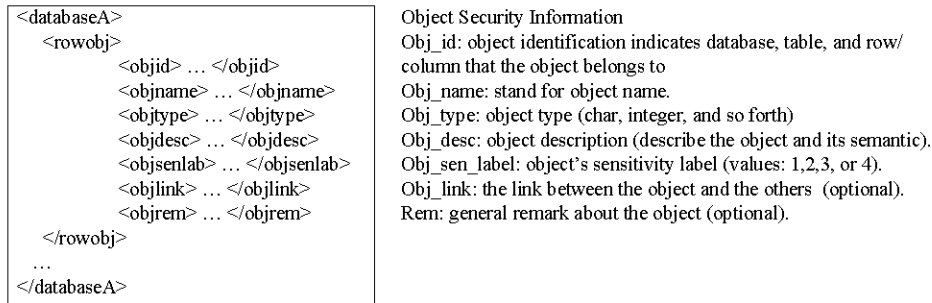 <databaseA>
<rowobj>
<objid> … </objid>
<objname> … </objname>
<objtype> … </objtype>
<objdesc> … </objdesc>
<objsenlab> … </objsenlab>
<objlink> … </objlink>
<objrem> … </objrem>
</rowobj>
…
</databaseA>
Object Security Information
Obj_id: object identification indicates database, table, and row/
column that the object belongs to
Obj_name: stand for object name.
Obj_type: object type (char, integer, and so forth)
Obj_desc: object description (describe the object and its semantic).
Obj_sen_label: object’s sensitivity label (values: 1,2,3, or 4).
Obj_link: the link between the object and the others (optional).
Rem: general remark about the object (optional).